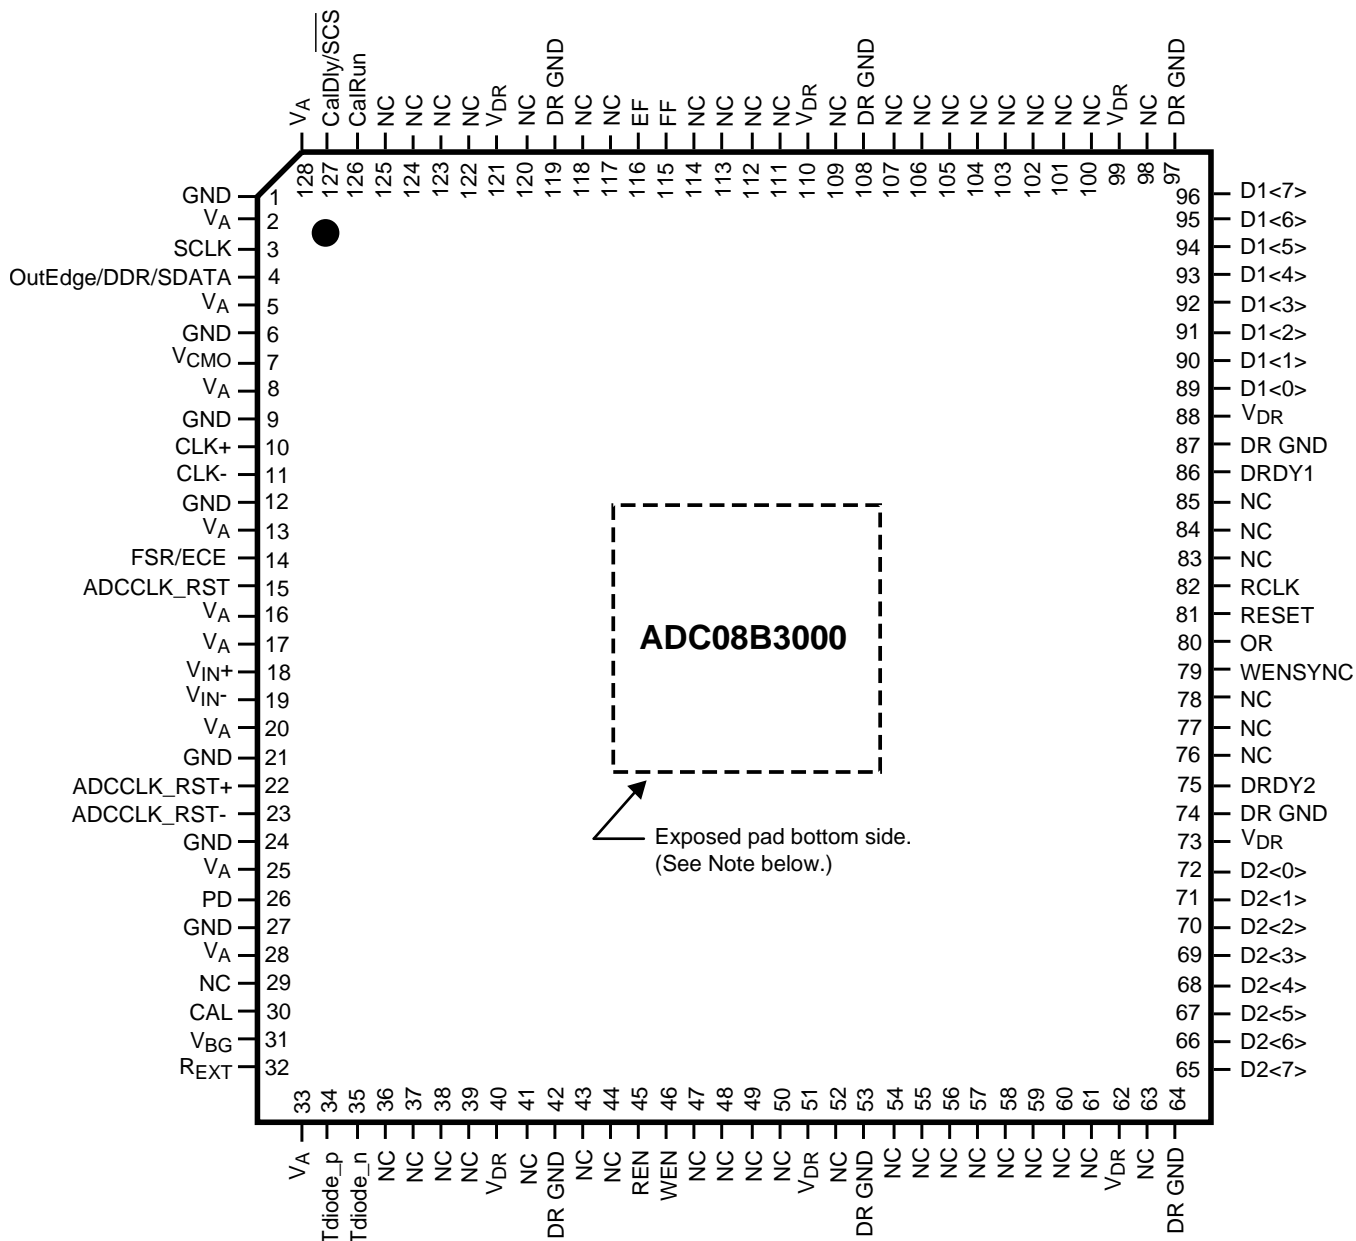 VA
CalDly/SCS
CalRun
NC
NC
NC
NC
VDR
NC
DR GND
NC
NC
EF
FF
NC
NC
NC
NC
VDR
NC
DR GND
NC
NC
NC
NC
NC
NC
NC
NC
VDR
NC
DR GND
128
127
126
125
124
123
122
121
120
119
118
117
116
115
114
113
112
111
110
109
108
107
106
105
104
103
102
101
100
99
98
97
GND 1
VA 2
SCLK 3
OutEdge/DDR/SDATA 4
VA 5
GND 6
VCMO 7
VA 8
GND 9
CLK+ 10
CLK- 11
GND 12
VA 13
FSR/ECE 14
ADCCLK_RST 15
VA 16
VA 17
VIN+ 18
VIN- 19
VA 20
GND 21
ADCCLK_RST+ 22
ADCCLK_RST- 23
GND 24
VA 25
PD 26
GND 27
VA 28
NC 29
CAL 30
VBG 31
REXT 32
ADC08B3000
Exposed pad bottom side.
(See Note below.)
96 D1<7>
95 D1<6>
94 D1<5>
93 D1<4>
92 D1<3>
91 D1<2>
90 D1<1>
89 D1<0>
88 VDR
87 DR GND
86 DRDY1
85 NC
84 NC
83 NC
82 RCLK
81 RESET
80 OR
79 WENSYNC
78 NC
77 NC
76 NC
75 DRDY2
74 DR GND
73 VDR
72 D2<0>
71 D2<1>
70 D2<2>
69 D2<3>
68 D2<4>
67 D2<5>
66 D2<6>
65 D2<7>
33
34
35
36
37
38
39
40
41
42
43
44
45
46
47
48
49
50
51
52
53
54
55
56
57
58
59
60
61
62
63
64
VA
Tdiode_p
Tdiode_n
NC
NC
NC
NC
VDR
NC
DR GND
NC
NC
REN
WEN
NC
NC
NC
NC
VDR
NC
DR GND
NC
NC
NC
NC
NC
NC
NC
NC
VDR
NC
DR GND